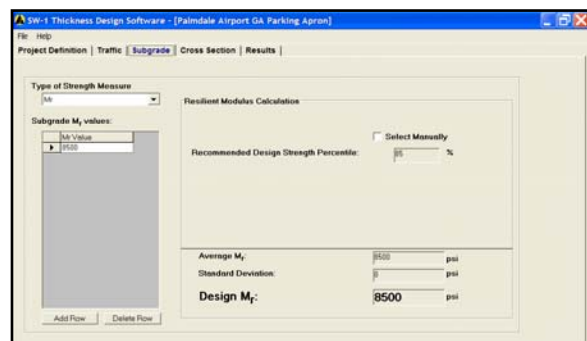 SW-1 Thickness Design Software - [Palmdale Airport GA Parking Apron]
File Help
Project Definition | Traffic | Subgrade | Cross Section | Results |
Type of Strength Measure
Mr
Subgrade Mr values:
Mr Value
8500
Add Row Delete Row
Resilient Modulus Calculation
Select Manually
Recommended Design Strength Percentile: 85 %
Average Mr: 8500 psi
Standard Deviation: 0 psi
Design Mr: 8500 psi